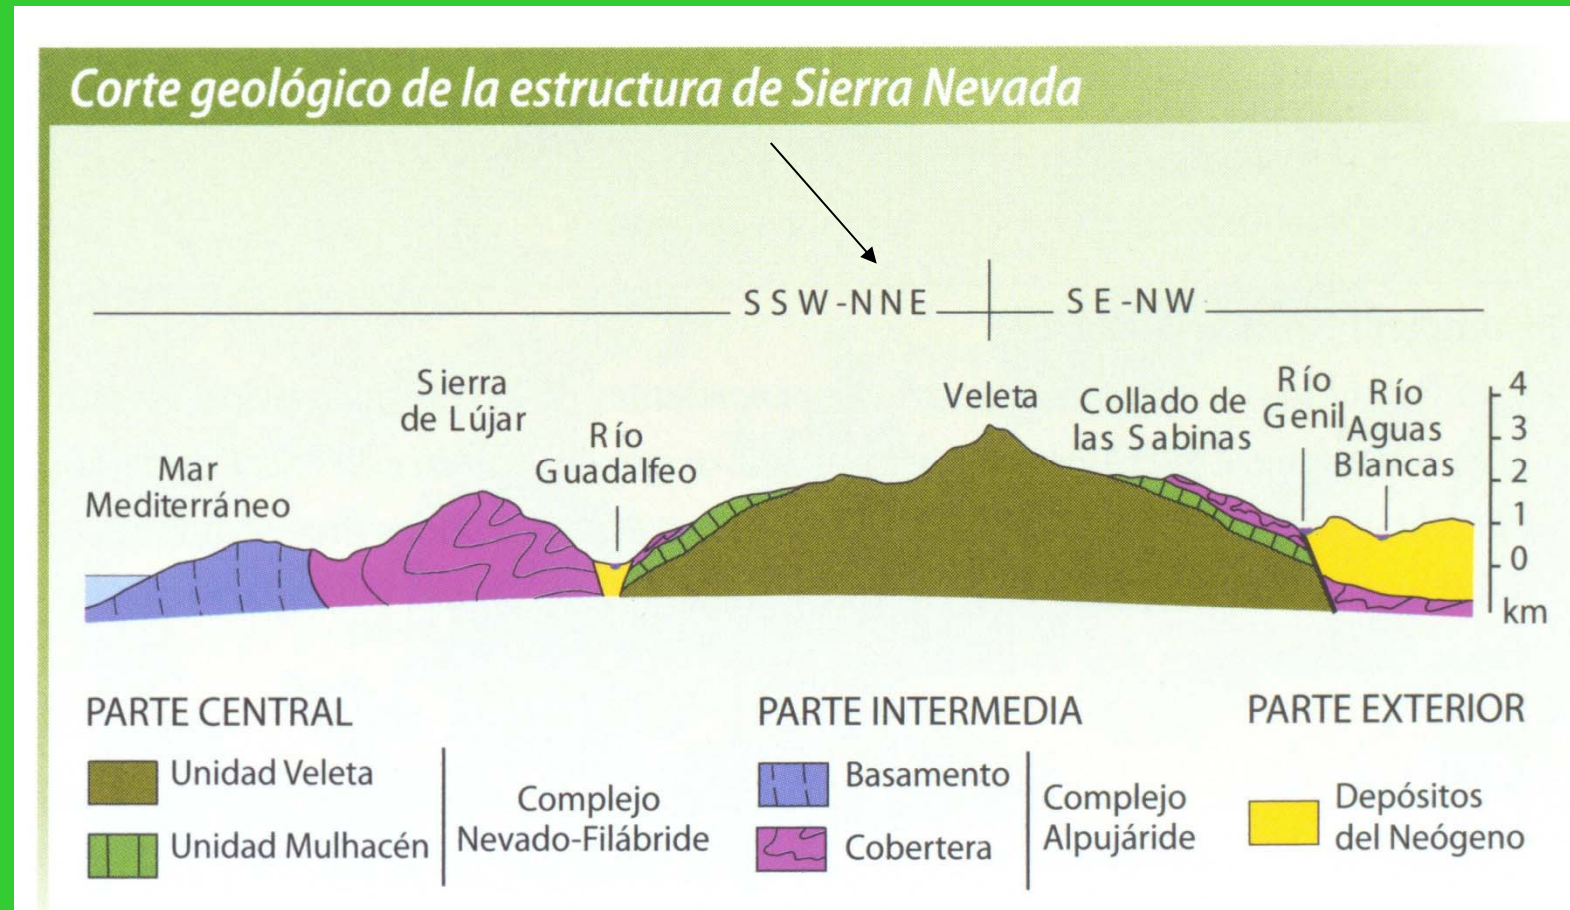 Corte geológico de la estructura de Sierra Nevada
SSW-NNE
SE-NW
Sierra
de Lújar
Río
Guadalfeo
Mar
Mediterráneo
Veleta
Collado de
las Sabinas
Río
Genil
Río
Aguas
Blancas
4
3
2
1
0
km
PARTE CENTRAL
Unidad Veleta
Unidad Mulhacén
Complejo
Nevado-Filábride
PARTE INTERMEDIA
Basamento
Cobertera
Complejo
Alpujáride
PARTE EXTERIOR
Depósitos
del Neógeno